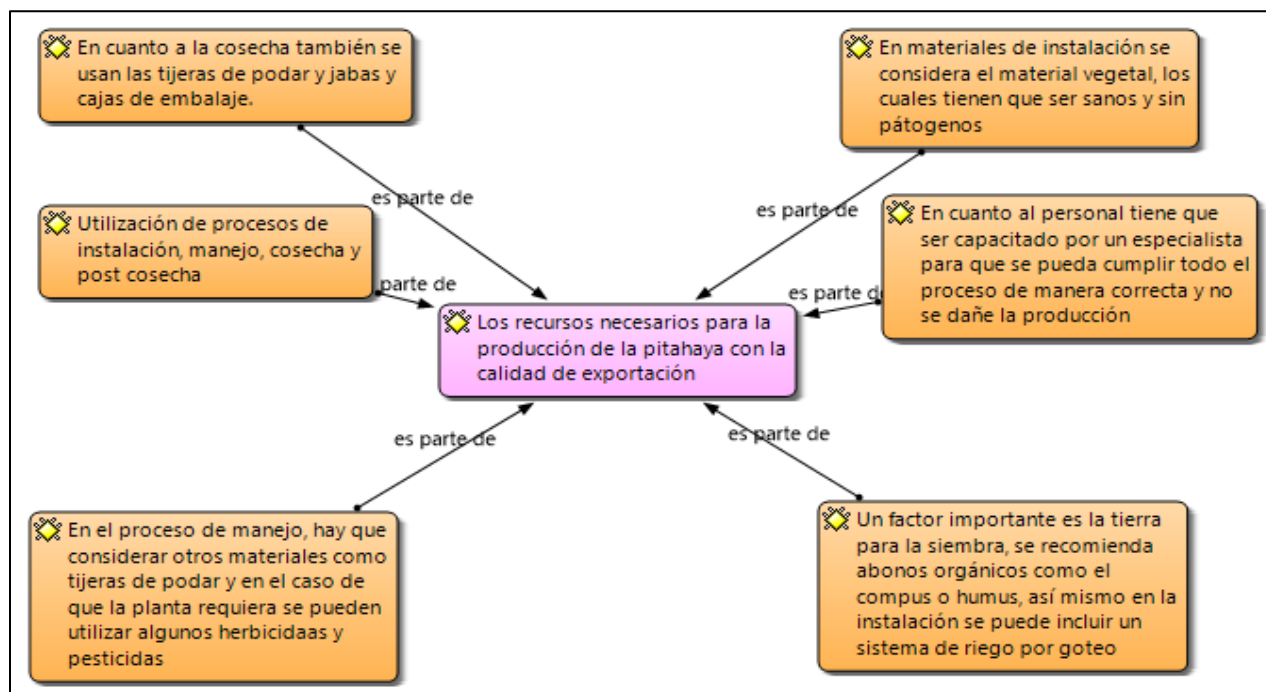 En cuanto a la cosecha también se
usan las tijeras de podar y jabas y
cajas de embalaje.
En materiales de instalación se
considera el material vegetal, los
cuales tienen que ser sanos y sin
pátogenos
es parte de
es parte de
Utilización de procesos de
instalación, manejo, cosecha y
post cosecha
En cuanto al personal tiene que
ser capacitado por un especialista
para que se pueda cumplir todo el
proceso de manera correcta y no
se dañe la producción
parte de
es parte de
Los recursos necesarios para la
producción de la pitahaya con la
calidad de exportación
es parte de
es parte de
En el proceso de manejo, hay que
considerar otros materiales como
tijeras de podar y en el caso de
que la planta requiera se pueden
utilizar algunos herbicidaas y
pesticidas
Un factor importante es la tierra
para la siembra, se recomienda
abonos orgánicos como el
compus o humus, así mismo en la
instalación se puede incluir un
sistema de riego por goteo